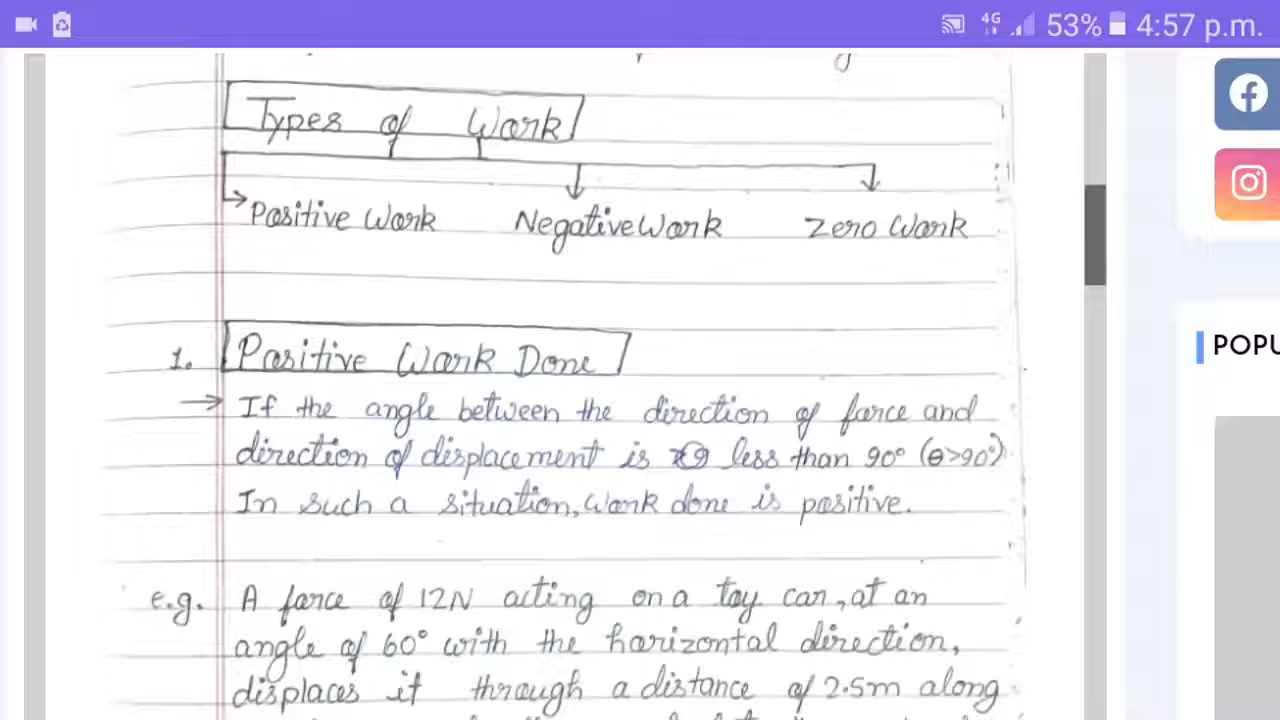 4G 53% 4:57 p.m.
Types of Work
Positive Work Negative Work Zero Work
1. Positive Work Done
→ If the angle between the direction of force and
direction of displacement is less than 90° (θ>90°)
In such a situation, Work done is positive.
e.g. A force of 12N acting on a toy car, at an
angle of 60° with the horizontal direction,
displaces it through a distance of 2.5m along
POPU